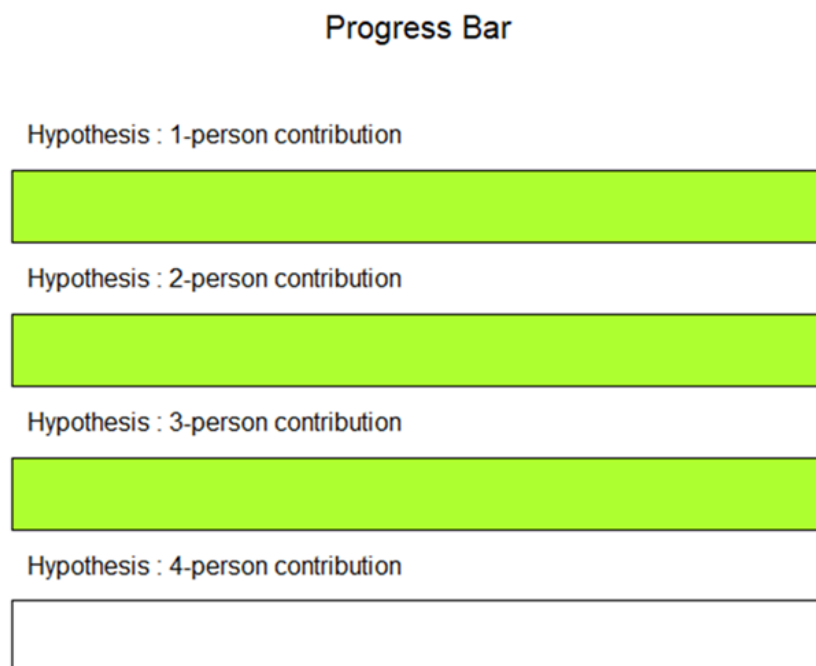 Progress Bar
Hypothesis : 1-person contribution
Hypothesis : 2-person contribution
Hypothesis : 3-person contribution
Hypothesis : 4-person contribution